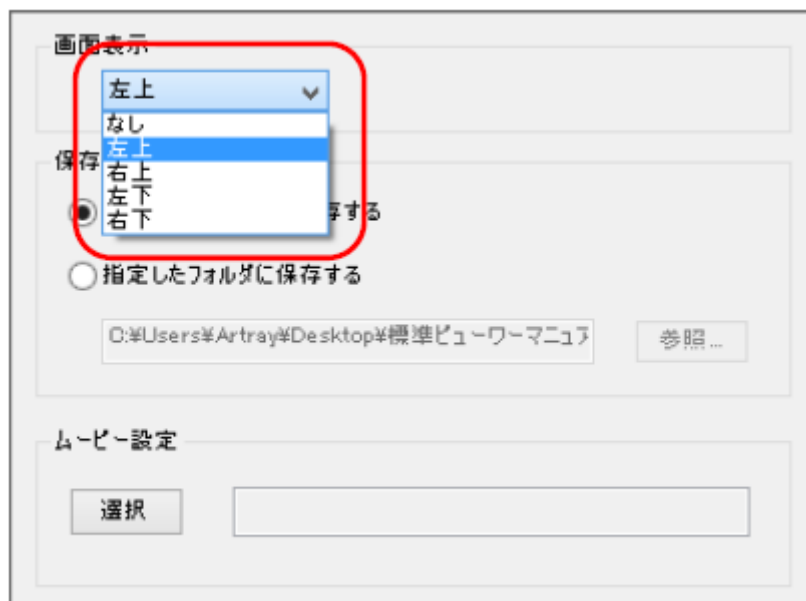 画面表示
左上
なし
左上
保存
右上
左下
右下
存する
指定したフォルダに保存する
C:¥Users¥Artray¥Desktop¥標準ビューワーマニュア
参照...
ムービー設定
選択